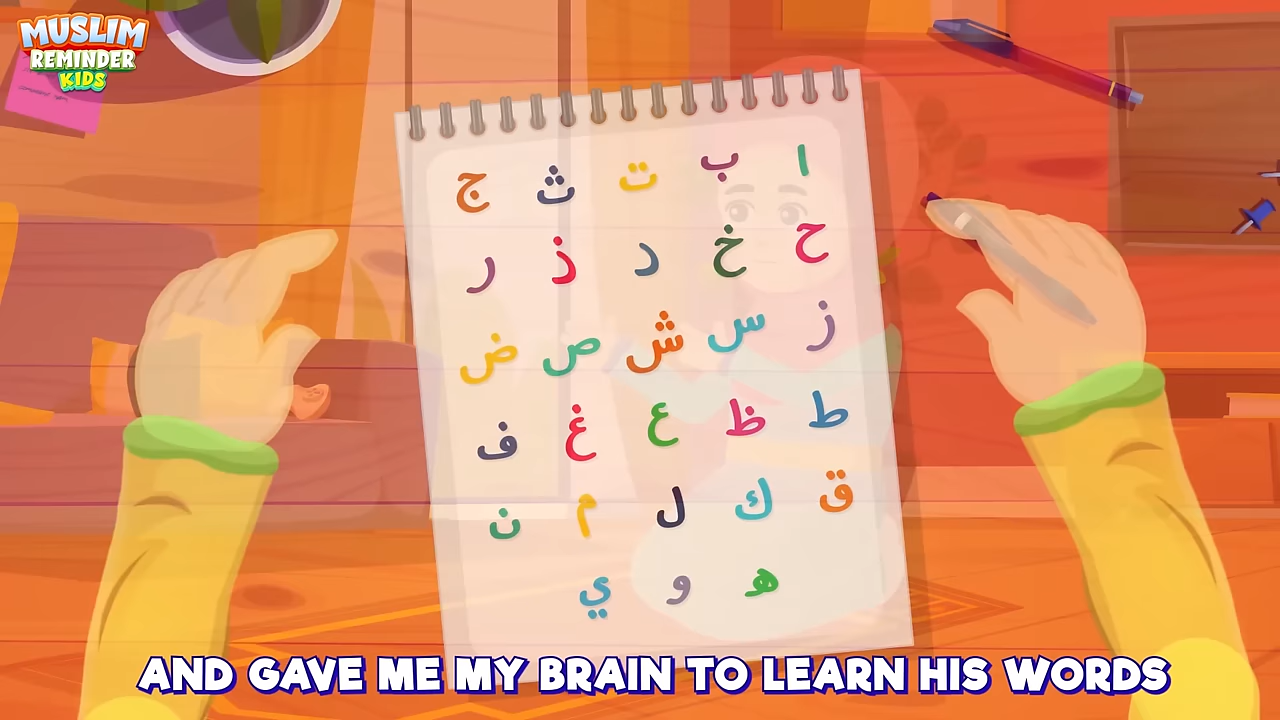 MUSLIM
REMINDER
KIDS
ا ب ت ث ج
ح خ د ذ ر
ز س ش ص ض
ط ظ ع غ ف
ق ك ل م ن
ه و ي
AND GAVE ME MY BRAIN TO LEARN HIS WORDS